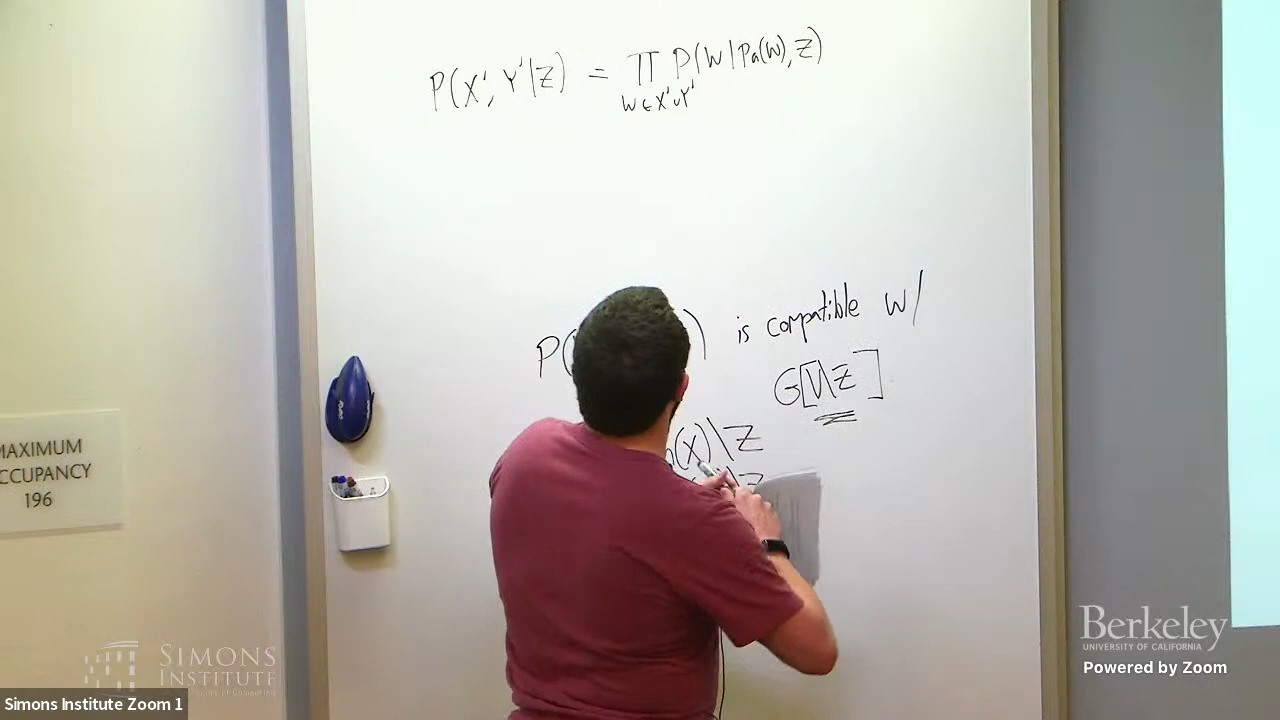 P(X', Y'|Z) = ∏ P(W|Pa(W), Z)
W∈X'∪Y'
P( ) is compatible w/
G[V\Z]
(X)\Z
\Z
MAXIMUM
OCCUPANCY
196
SIMONS
INSTITUTE
Berkeley
UNIVERSITY OF CALIFORNIA
Powered by Zoom
Simons Institute Zoom 1